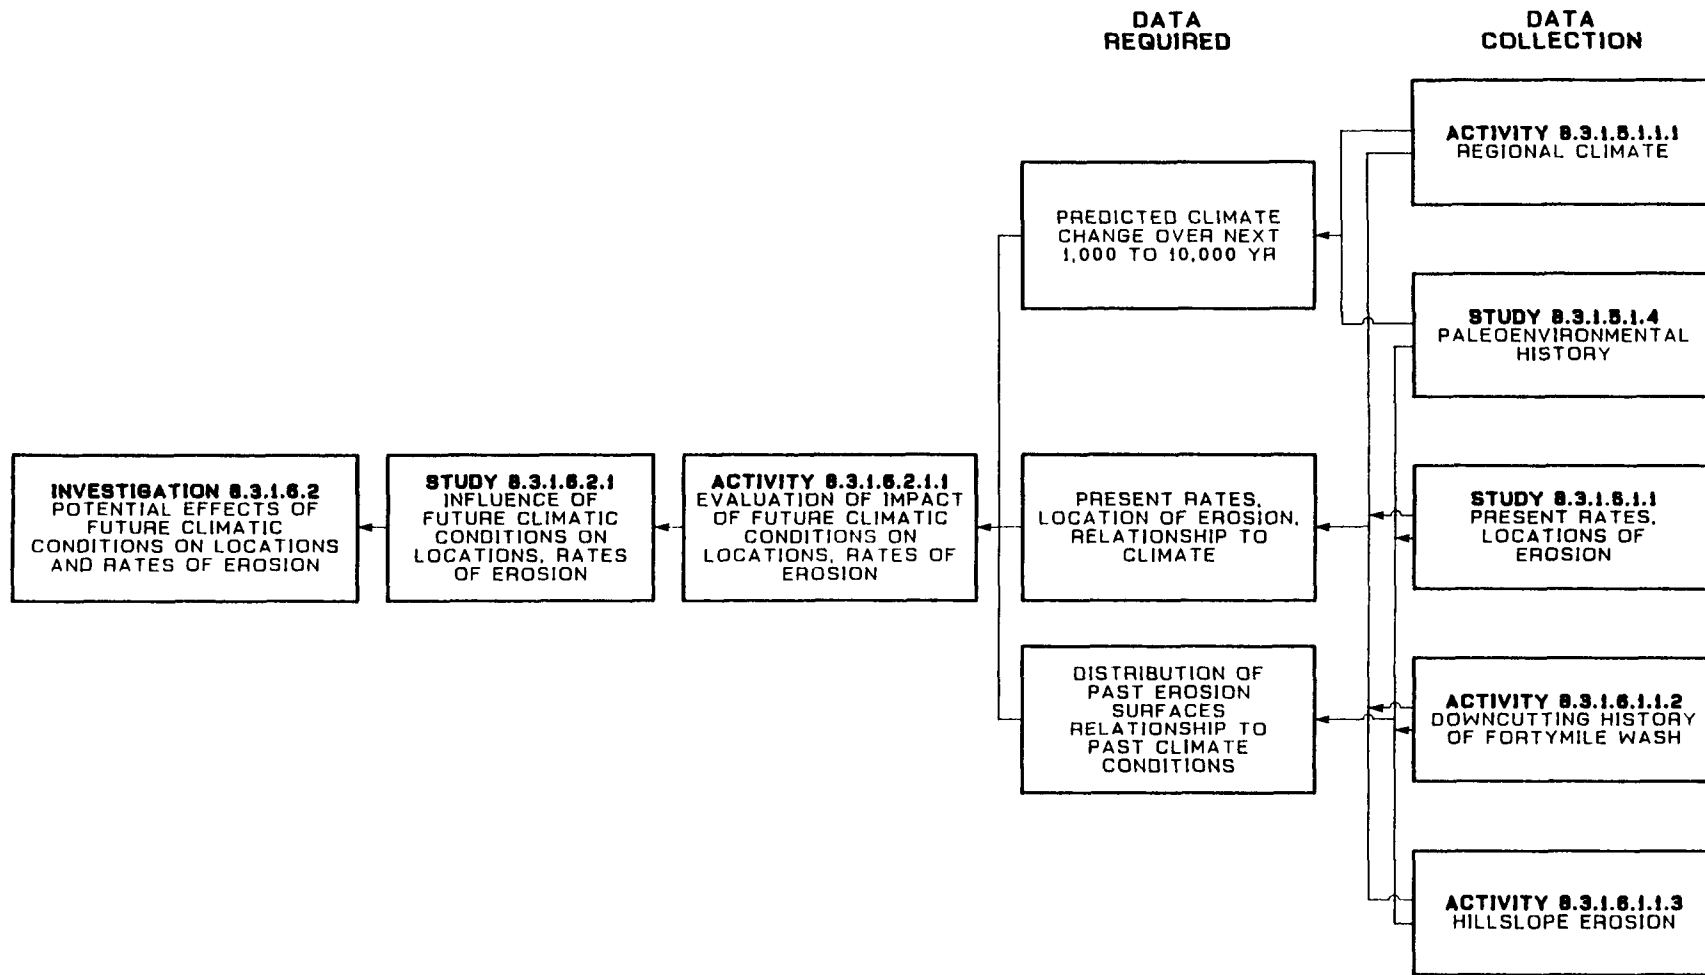 DATA
REQUIRED
DATA
COLLECTION
ACTIVITY 8.3.1.5.1.1.1
REGIONAL CLIMATE
PREDICTED CLIMATE
CHANGE OVER NEXT
1,000 TO 10,000 YR
STUDY 8.3.1.5.1.4
PALEOENVIRONMENTAL
HISTORY
INVESTIGATION 8.3.1.6.2
POTENTIAL EFFECTS OF
FUTURE CLIMATIC
CONDITIONS ON LOCATIONS
AND RATES OF EROSION
STUDY 8.3.1.6.2.1
INFLUENCE OF
FUTURE CLIMATIC
CONDITIONS ON
LOCATIONS, RATES
OF EROSION
ACTIVITY 8.3.1.6.2.1.1
EVALUATION OF IMPACT
OF FUTURE CLIMATIC
CONDITIONS ON
LOCATIONS, RATES OF
EROSION
PRESENT RATES,
LOCATION OF EROSION,
RELATIONSHIP TO
CLIMATE
STUDY 8.3.1.6.1.1
PRESENT RATES,
LOCATIONS OF
EROSION
DISTRIBUTION OF
PAST EROSION
SURFACES
RELATIONSHIP TO
PAST CLIMATE
CONDITIONS
ACTIVITY 8.3.1.6.1.1.2
DOWNCUTTING HISTORY
OF FORTYMILE WASH
ACTIVITY 8.3.1.6.1.1.3
HILLSLOPE EROSION